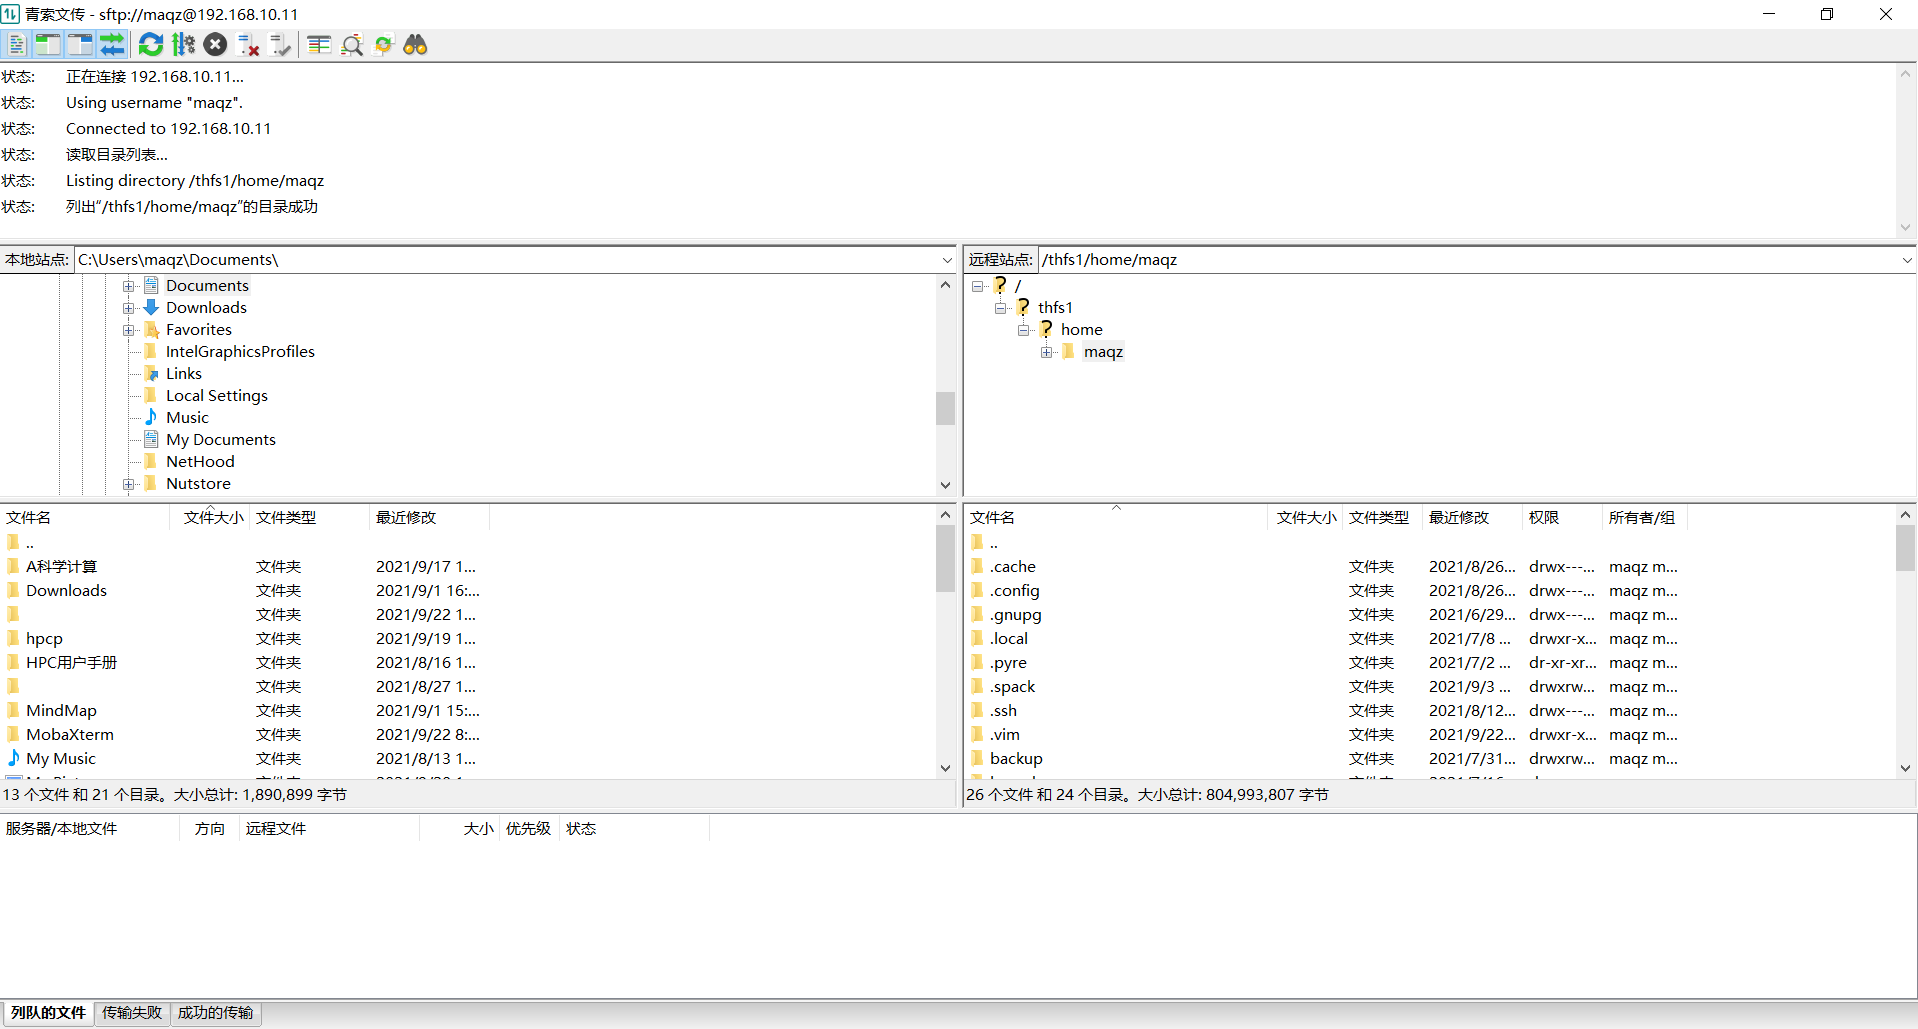 青索文传 - sftp://maqz@192.168.10.11
状态: 正在连接 192.168.10.11...
状态: Using username "maqz".
状态: Connected to 192.168.10.11
状态: 读取目录列表...
状态: Listing directory /thfs1/home/maqz
状态: 列出“/thfs1/home/maqz”的目录成功
本地站点: C:\Users\maqz\Documents\
Documents
Downloads
Favorites
IntelGraphicsProfiles
Links
Local Settings
Music
My Documents
NetHood
Nutstore
远程站点: /thfs1/home/maqz
/
thfs1
home
maqz
文件名 文件大小 文件类型 最近修改
..
A科学计算 文件夹 2021/9/17 1...
Downloads 文件夹 2021/9/1 16:...
文件夹 2021/9/22 1...
hpcp 文件夹 2021/9/19 1...
HPC用户手册 文件夹 2021/8/16 1...
文件夹 2021/8/27 1...
MindMap 文件夹 2021/9/1 15:...
MobaXterm 文件夹 2021/9/22 8:...
My Music 文件夹 2021/8/13 1...
13 个文件 和 21 个目录。大小总计: 1,890,899 字节
文件名 文件大小 文件类型 最近修改 权限 所有者/组
..
.cache 文件夹 2021/8/26... drwx---... maqz m...
.config 文件夹 2021/8/26... drwx---... maqz m...
.gnupg 文件夹 2021/6/29... drwx---... maqz m...
.local 文件夹 2021/7/8 ... drwxr-x... maqz m...
.pyre 文件夹 2021/7/2 ... dr-xr-xr... maqz m...
.spack 文件夹 2021/9/3 ... drwxrw... maqz m...
.ssh 文件夹 2021/8/12... drwx---... maqz m...
.vim 文件夹 2021/9/22... drwxr-x... maqz m...
backup 文件夹 2021/7/31... drwxrw... maqz m...
26 个文件 和 24 个目录。大小总计: 804,993,807 字节
服务器/本地文件 方向 远程文件 大小 优先级 状态
列队的文件 传输失败 成功的传输